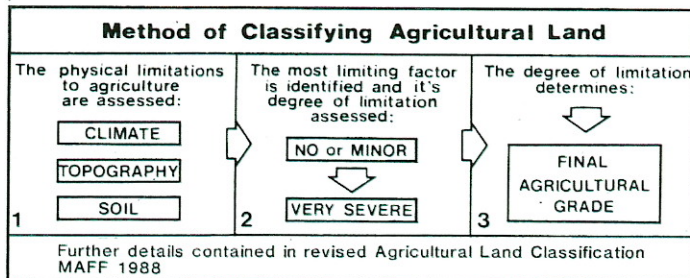 Method of Classifying Agricultural Land
The physical limitations
to agriculture
are assessed:
CLIMATE
TOPOGRAPHY
SOIL
1
The most limiting factor
is identified and it's
degree of limitation
assessed:
NO or MINOR
VERY SEVERE
2
The degree of limitation
determines:
FINAL
AGRICULTURAL
GRADE
3
Further details contained in revised Agricultural Land Classification
MAFF 1988